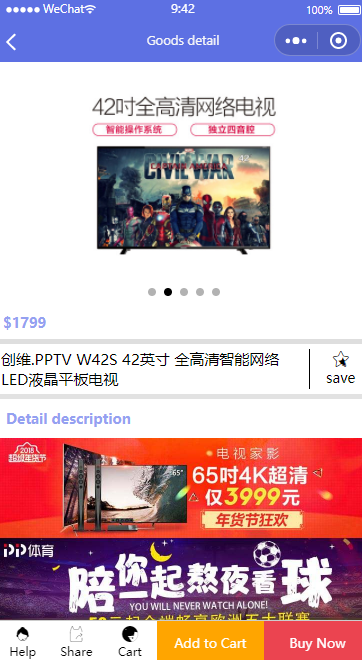 WeChat 9:42 100%
Goods detail
42吋全高清网络电视
智能操作系统 独立四音腔
CIVIL WAR
$1799
创维.PPTV W42S 42英寸 全高清智能网络
LED液晶平板电视
save
Detail description
2018
超级年货节
电视家影
65吋4K超清
65"
仅3999元
年货节狂欢
体育
陪你一起熬夜看球
YOU WILL NEVER WATCH ALONE!
Help Share Cart Add to Cart Buy Now